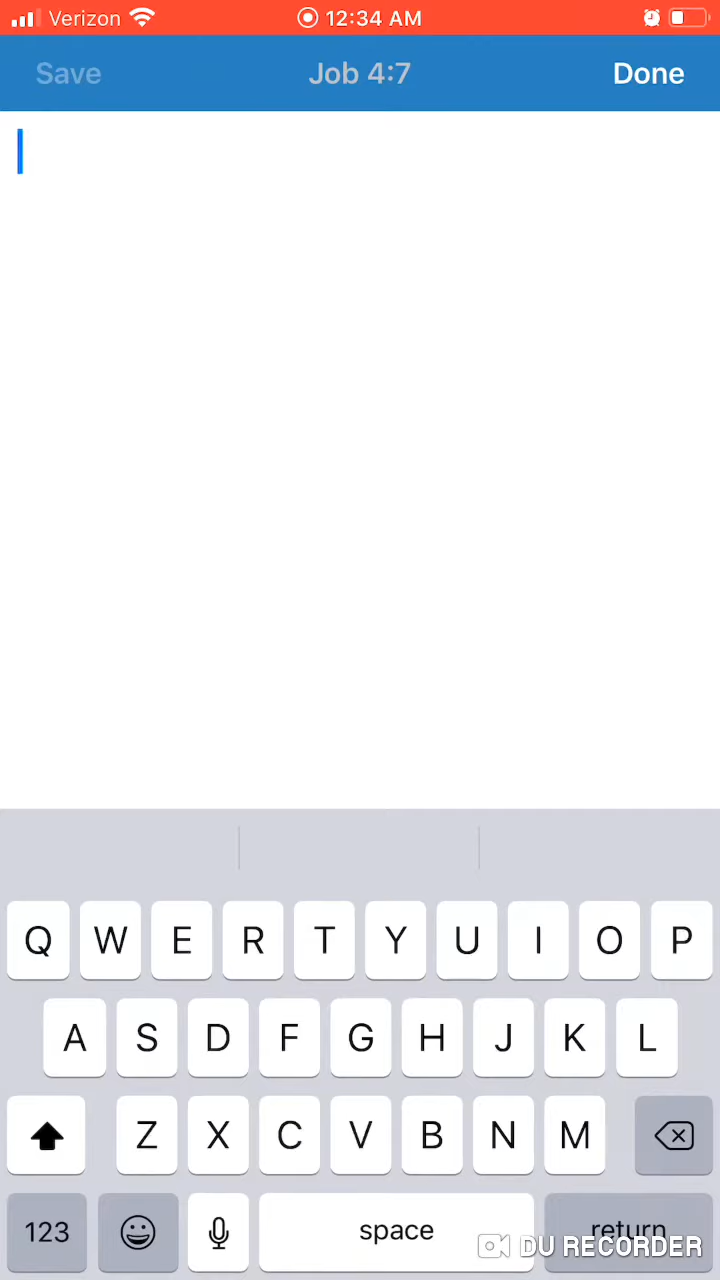 Verizon 12:34 AM
Save Job 4:7 Done
Q W E R T Y U I O P
A S D F G H J K L
Z X C V B N M
123 space return
DU RECORDER